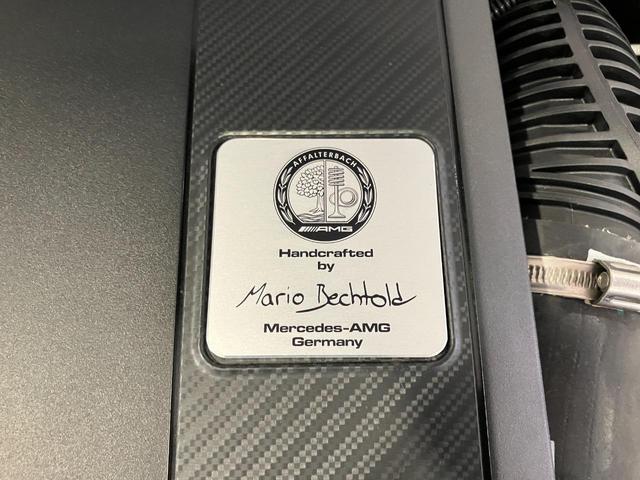 AFFALTERBACH
AMG
Handcrafted
by
Mario Bechtold
Mercedes-AMG
Germany